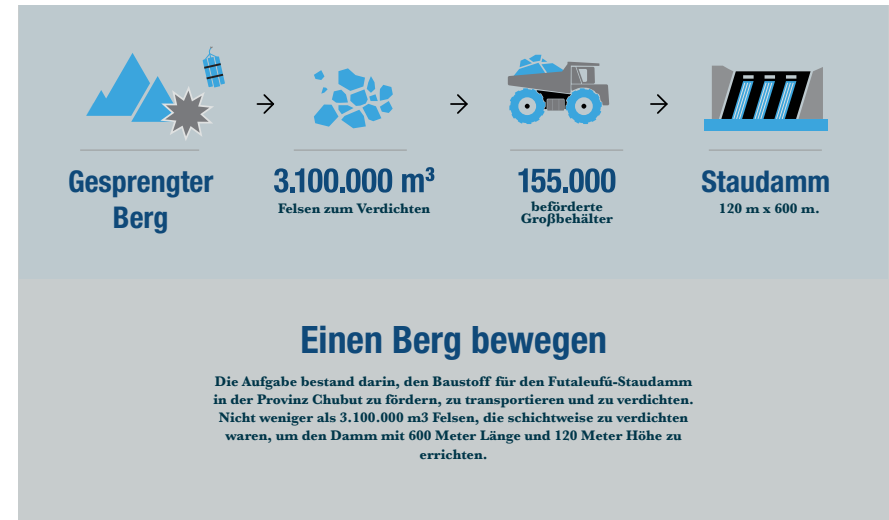 Gesprengter
Berg
3.100.000 m³
Felsen zum Verdichten
155.000
beförderte
Großbehälter
Staudamm
120 m x 600 m.
Einen Berg bewegen
Die Aufgabe bestand darin, den Baustoff für den Futaleufú-Staudamm
in der Provinz Chubut zu fördern, zu transportieren und zu verdichten.
Nicht weniger als 3.100.000 m3 Felsen, die schichtweise zu verdichten
waren, um den Damm mit 600 Meter Länge und 120 Meter Höhe zu
errichten.